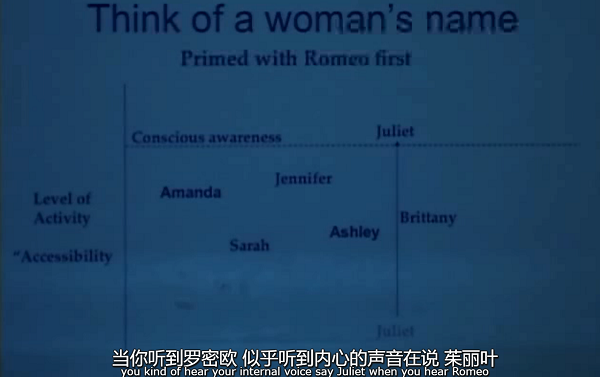 Think of a woman's name
Primed with Romeo first
Conscious awareness
Juliet
Jennifer
Amanda
Level of
Activity
Brittany
Ashley
Sarah
"Accessibility
Juliet
当你听到罗密欧 似乎听到内心的声音在说 茱丽叶
you kind of hear your internal voice say Juliet when you hear Romeo